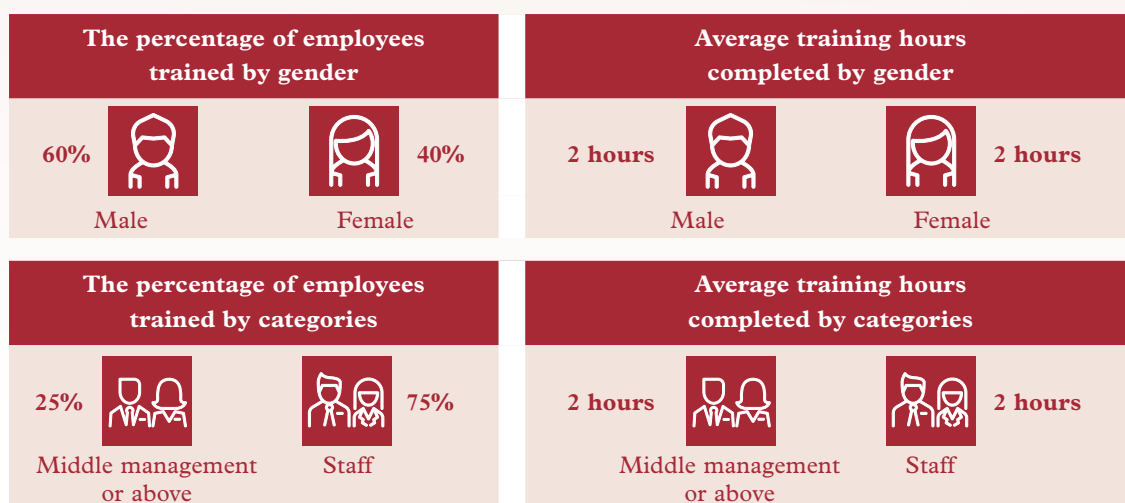 The percentage of employees
trained by gender
60%
40%
Male
Female
Average training hours
completed by gender
2 hours
2 hours
Male
Female
The percentage of employees
trained by categories
25%
75%
Middle management
or above
Staff
Average training hours
completed by categories
2 hours
2 hours
Middle management
or above
Staff